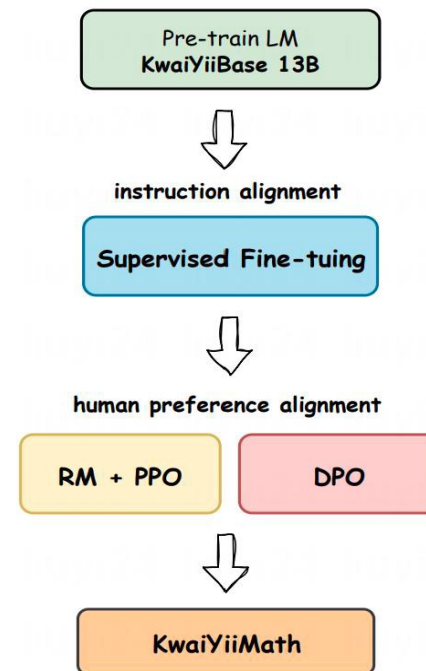 Pre-train LM
KwaiYiiBase 13B
instruction alignment
Supervised Fine-tuing
human preference alignment
RM + PPO
DPO
KwaiYiiMath